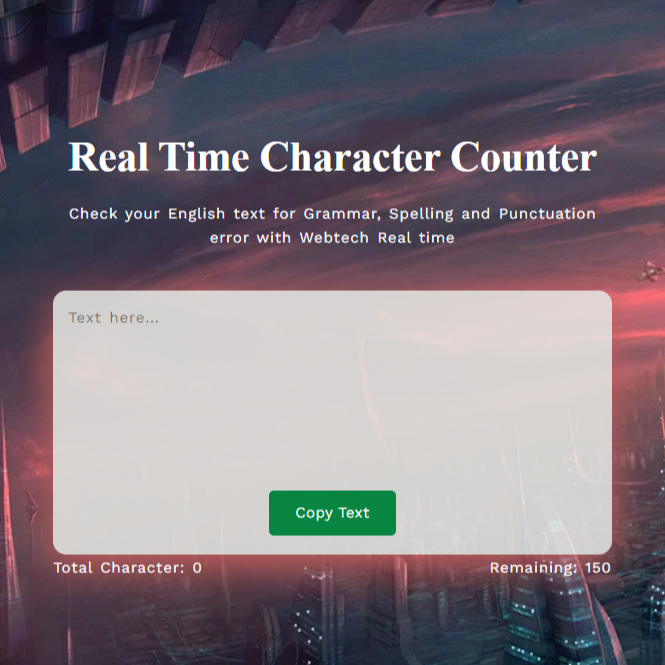 Real Time Character Counter
Check your English text for Grammar, Spelling and Punctuation
error with Webtech Real time
Text here...
Copy Text
Total Character: 0
Remaining: 150